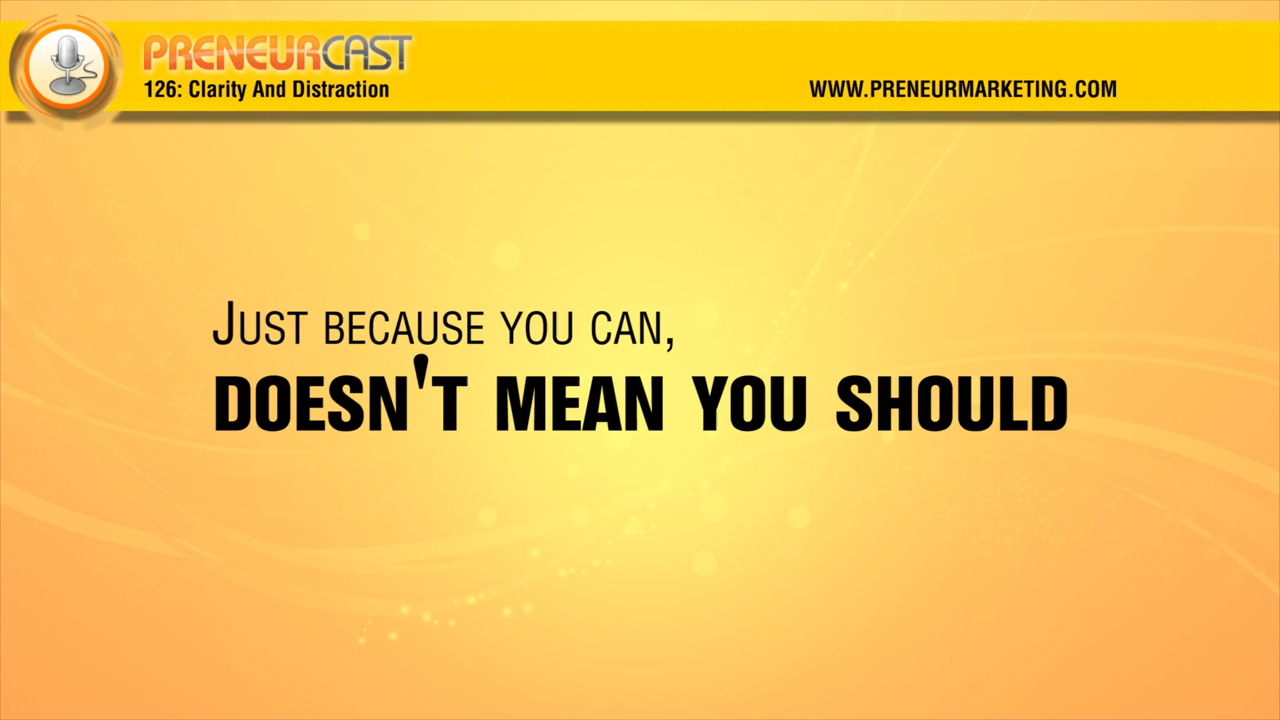 PRENEURCAST
126: Clarity And Distraction
WWW.PRENEURMARKETING.COM
JUST BECAUSE YOU CAN,
DOESN'T MEAN YOU SHOULD